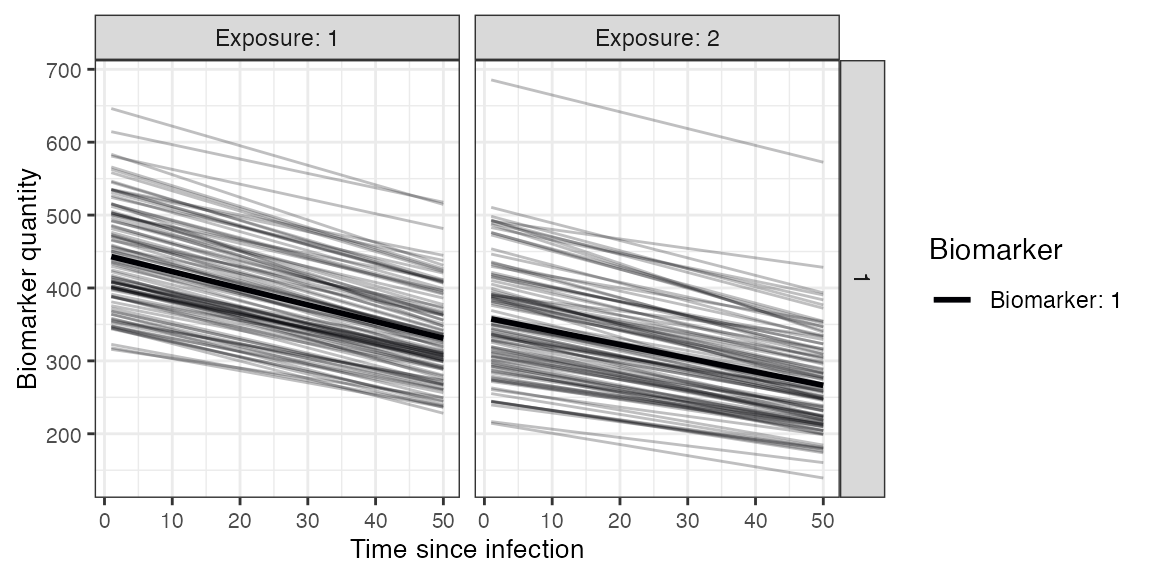 Exposure: 1
Exposure: 2
700
600
500
400
300
200
Biomarker quantity
1
0 10 20 30 40 50
0 10 20 30 40 50
Time since infection
Biomarker
Biomarker: 1